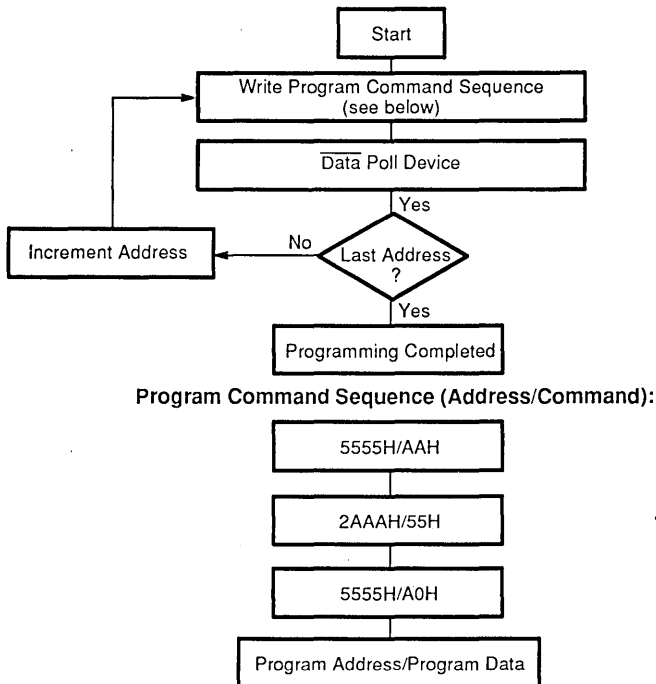 Start
Write Program Command Sequence
(see below)
Data Poll Device
Yes
Increment Address
No
Last Address
?
Yes
Programming Completed
Program Command Sequence (Address/Command):
5555H/AAH
2AAAH/55H
5555H/A0H
Program Address/Program Data